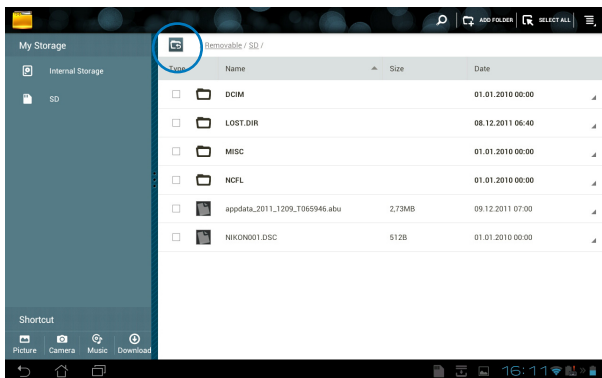 ADD FOLDER SELECT ALL
My Storage
Removable / SD /
Type Name Size Date
Internal Storage
SD
DCIM 01.01.2010 00:00
LOST.DIR 08.12.2011 06:40
MISC 01.01.2010 00:00
NCFL 01.01.2010 00:00
appdata_2011_1209_T065946.abu 2,73MB 09.12.2011 07:00
NIKON001.DSC 512B 01.01.2010 00:00
Shortcut
Picture Camera Music Download
16:11